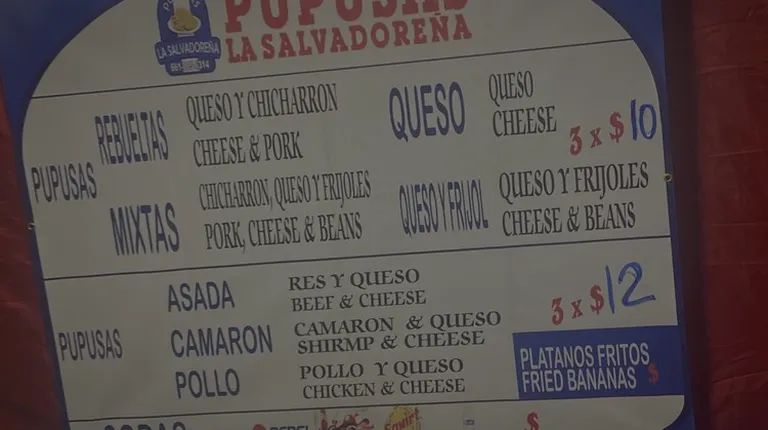 PUPUSAS
LA SALVADOREÑA
LA SALVADOREÑA
PUPUSAS
REBUELTAS
QUESO Y CHICHARRON
CHEESE & PORK
QUESO
QUESO
CHEESE
3 x $10
MIXTAS
CHICHARRON, QUESO Y FRIJOLES
PORK, CHEESE & BEANS
QUESO Y FRIJOL
QUESO Y FRIJOLES
CHEESE & BEANS
PUPUSAS
ASADA
RES Y QUESO
BEEF & CHEESE
3 x $12
CAMARON
CAMARON & QUESO
SHIRMP & CHEESE
POLLO
POLLO Y QUESO
CHICKEN & CHEESE
PLATANOS FRITOS
FRIED BANANAS $
SODAS
Squirt
$